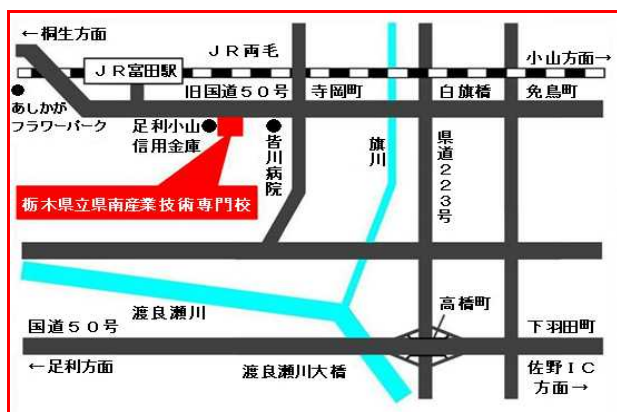 ←桐生方面
JR両毛
小山方面→
JR富田駅
旧国道50号
寺岡町
白旗橋
免鳥町
あしかが
フラワーパーク
足利小山
信用金庫
皆川病院
旗川
県道223号
栃木県立県南産業技術専門校
渡良瀬川
高橋町
国道50号
下羽田町
←足利方面
渡良瀬川大橋
佐野IC
方面→